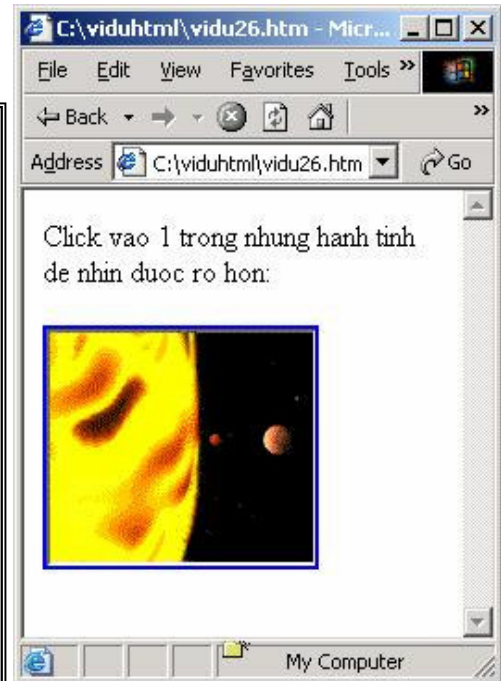 C:\viduhtml\vidu26.htm - Micr...
File Edit View Favorites Tools »
Back »
Address C:\viduhtml\vidu26.htm Go
Click vao 1 trong nhung hanh tinh
de nhin duoc ro hon:
My Computer